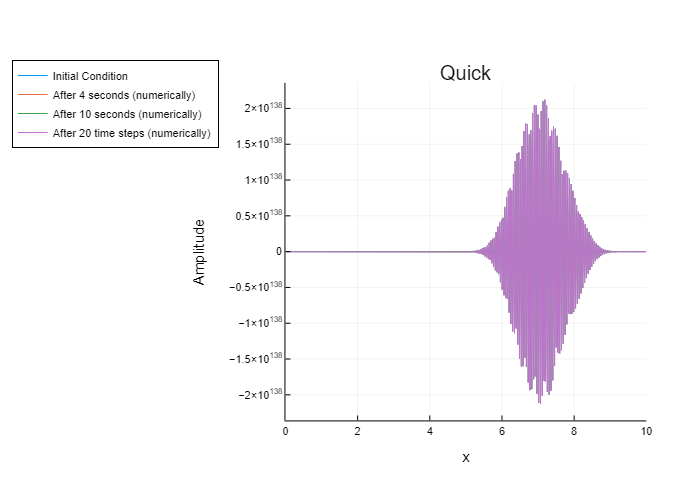 Quick
Initial Condition
After 4 seconds (numerically)
After 10 seconds (numerically)
After 20 time steps (numerically)
Amplitude
2×10¹³⁸
1.5×10¹³⁸
1×10¹³⁸
0.5×10¹³⁸
0
−0.5×10¹³⁸
−1×10¹³⁸
−1.5×10¹³⁸
−2×10¹³⁸
0 2 4 6 8 10
x